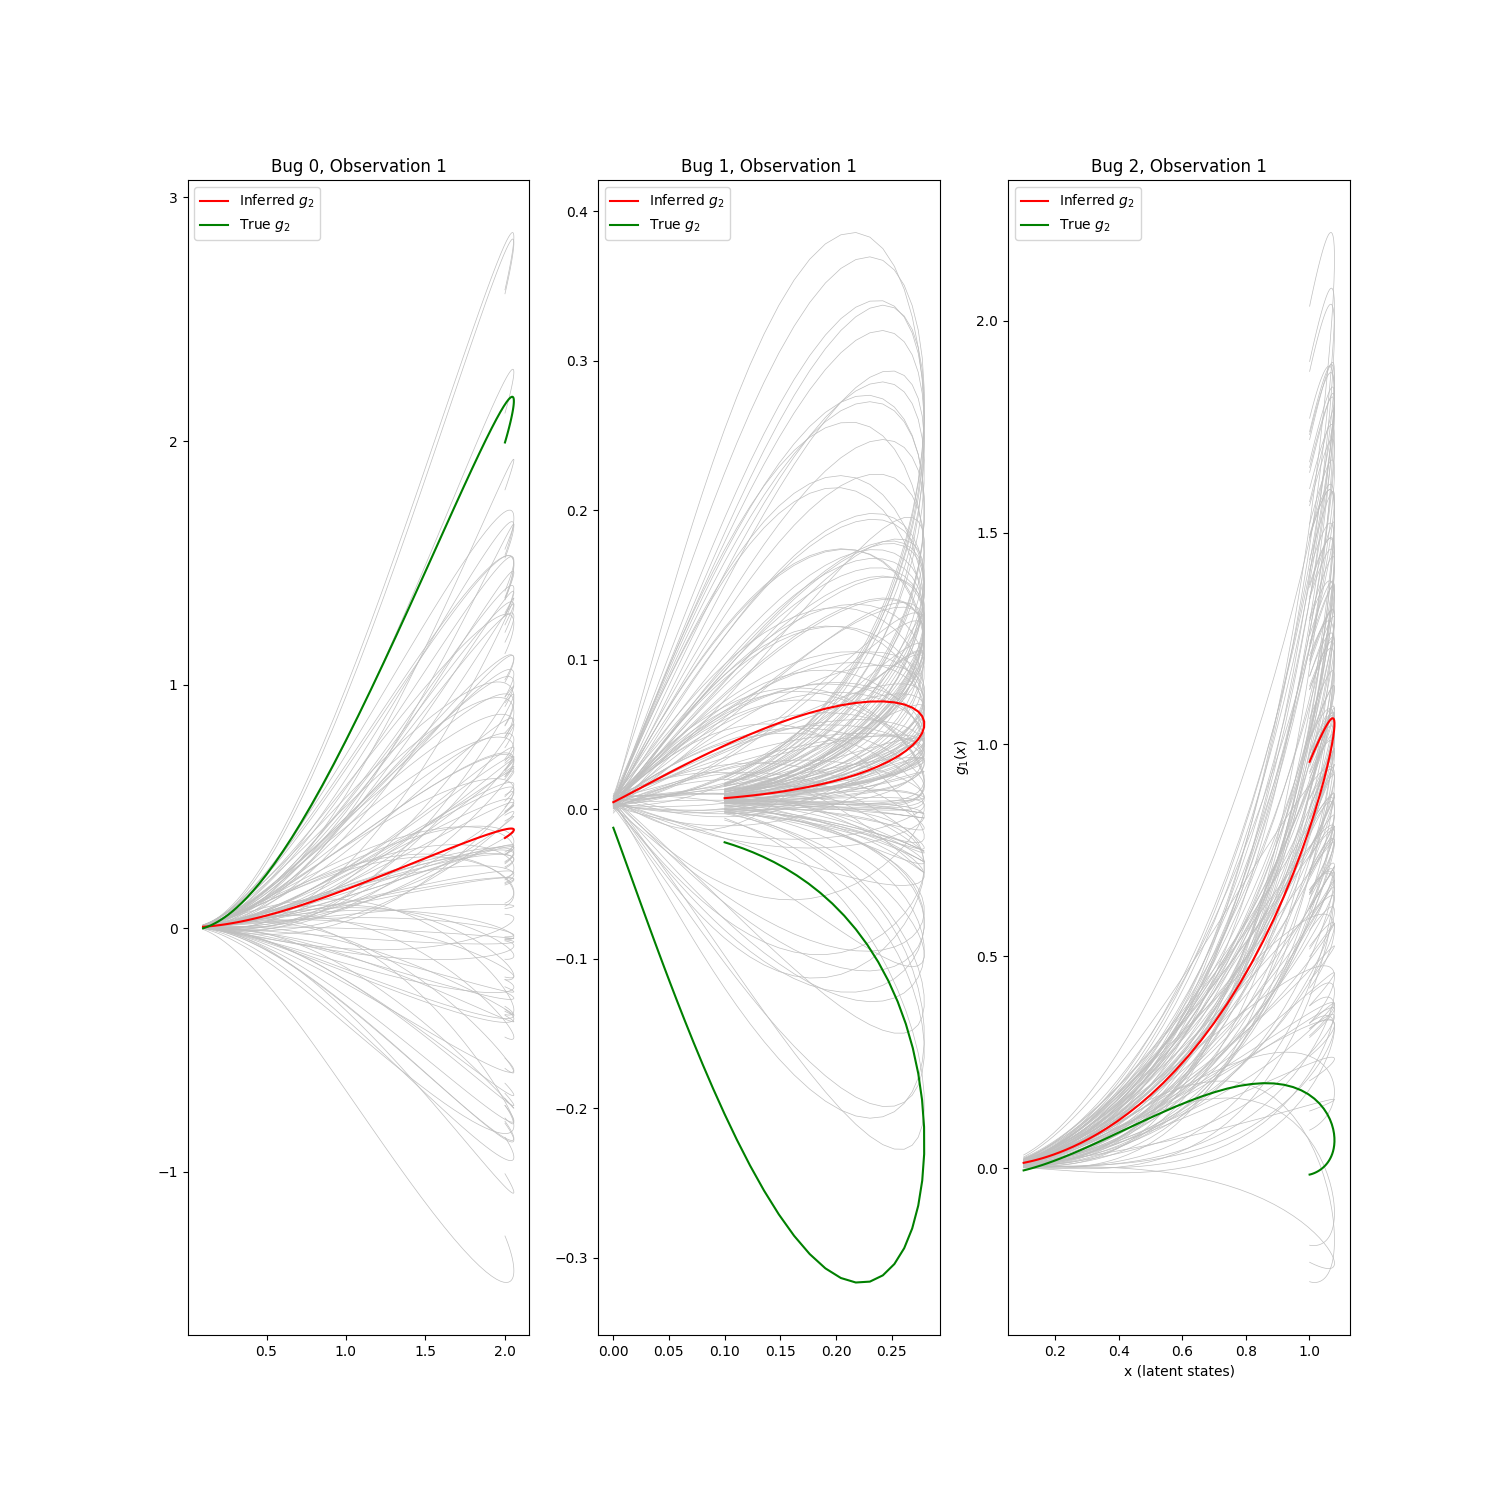 Bug 0, Observation 1
Inferred g₂
True g₂
3
2
1
0
−1
0.5 1.0 1.5 2.0
Bug 1, Observation 1
Inferred g₂
True g₂
0.4
0.3
0.2
0.1
0.0
−0.1
−0.2
−0.3
0.00 0.05 0.10 0.15 0.20 0.25
Bug 2, Observation 1
Inferred g₂
True g₂
g₁(x)
2.0
1.5
1.0
0.5
0.0
0.2 0.4 0.6 0.8 1.0
x (latent states)